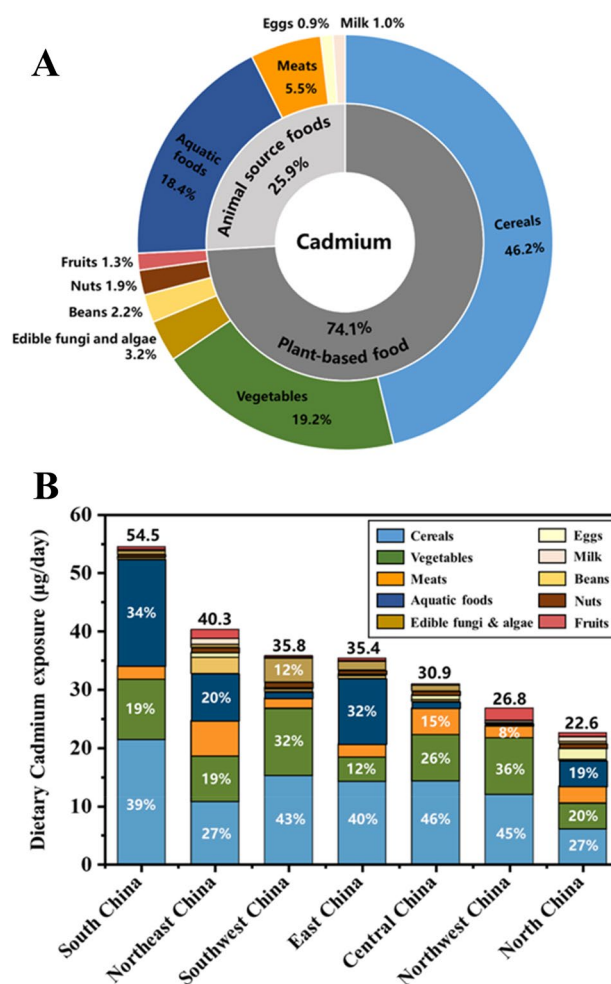 A
Eggs 0.9%
Milk 1.0%
Meats
5.5%
Aquatic
foods
18.4%
Animal source foods
25.9%
Cadmium
Cereals
46.2%
Fruits 1.3%
Nuts 1.9%
Beans 2.2%
Edible fungi and algae
3.2%
74.1%
Plant-based food
Vegetables
19.2%
B
Dietary Cadmium exposure (μg/day)
60
50
40
30
20
10
0
Cereals
Vegetables
Meats
Aquatic foods
Edible fungi & algae
Eggs
Milk
Beans
Nuts
Fruits
54.5
34%
19%
39%
40.3
20%
19%
27%
35.8
12%
32%
43%
35.4
32%
12%
40%
30.9
15%
26%
46%
26.8
8%
36%
45%
22.6
19%
20%
27%
South China
Northeast China
Southwest China
East China
Central China
Northwest China
North China